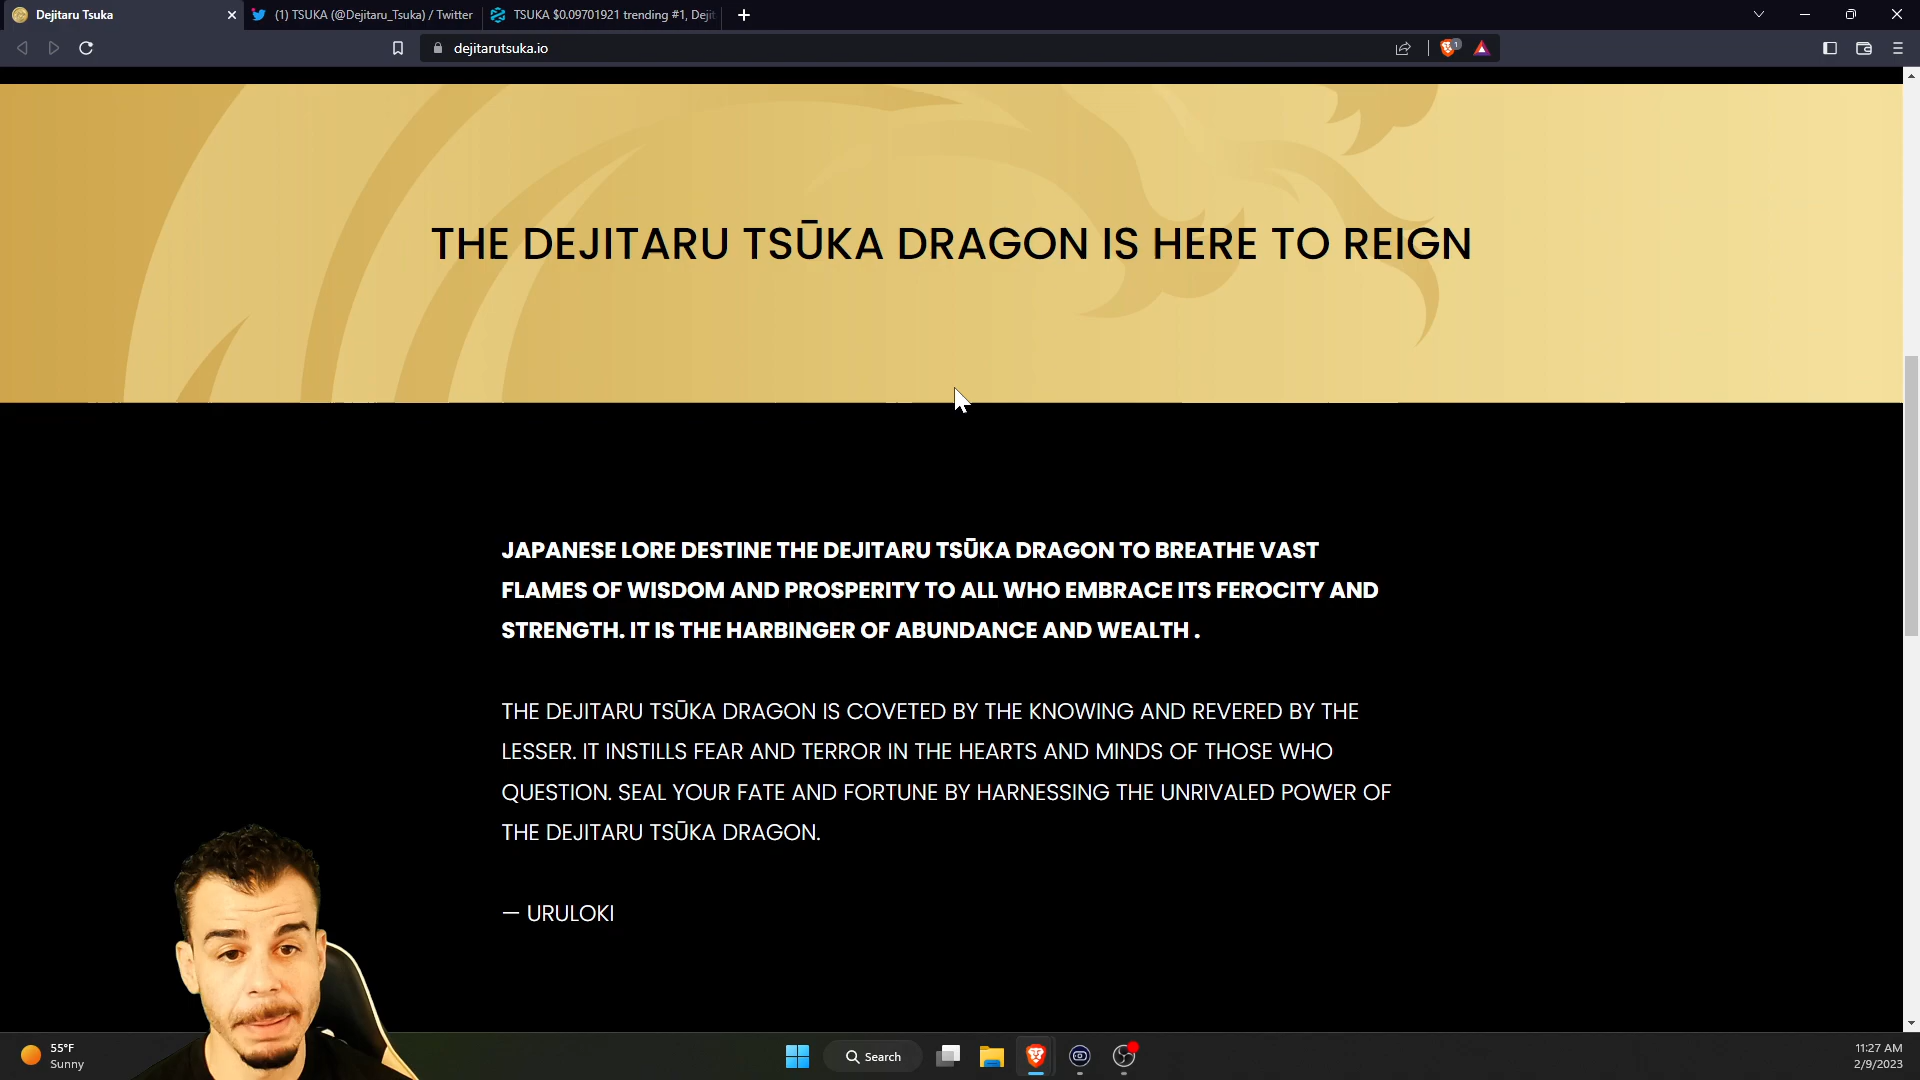 Dejitaru Tsuka
(1) TSUKA (@Dejitaru_Tsuka) / Twitter
TSUKA $0.09701921 trending #1, Dejit
dejitarutsuka.io
1
THE DEJITARU TSŪKA DRAGON IS HERE TO REIGN
JAPANESE LORE DESTINE THE DEJITARU TSŪKA DRAGON TO BREATHE VAST
FLAMES OF WISDOM AND PROSPERITY TO ALL WHO EMBRACE ITS FEROCITY AND
STRENGTH. IT IS THE HARBINGER OF ABUNDANCE AND WEALTH .
THE DEJITARU TSŪKA DRAGON IS COVETED BY THE KNOWING AND REVERED BY THE
LESSER. IT INSTILLS FEAR AND TERROR IN THE HEARTS AND MINDS OF THOSE WHO
QUESTION. SEAL YOUR FATE AND FORTUNE BY HARNESSING THE UNRIVALED POWER OF
THE DEJITARU TSŪKA DRAGON.
— URULOKI
55°F
Sunny
Search
11:27 AM
2/9/2023